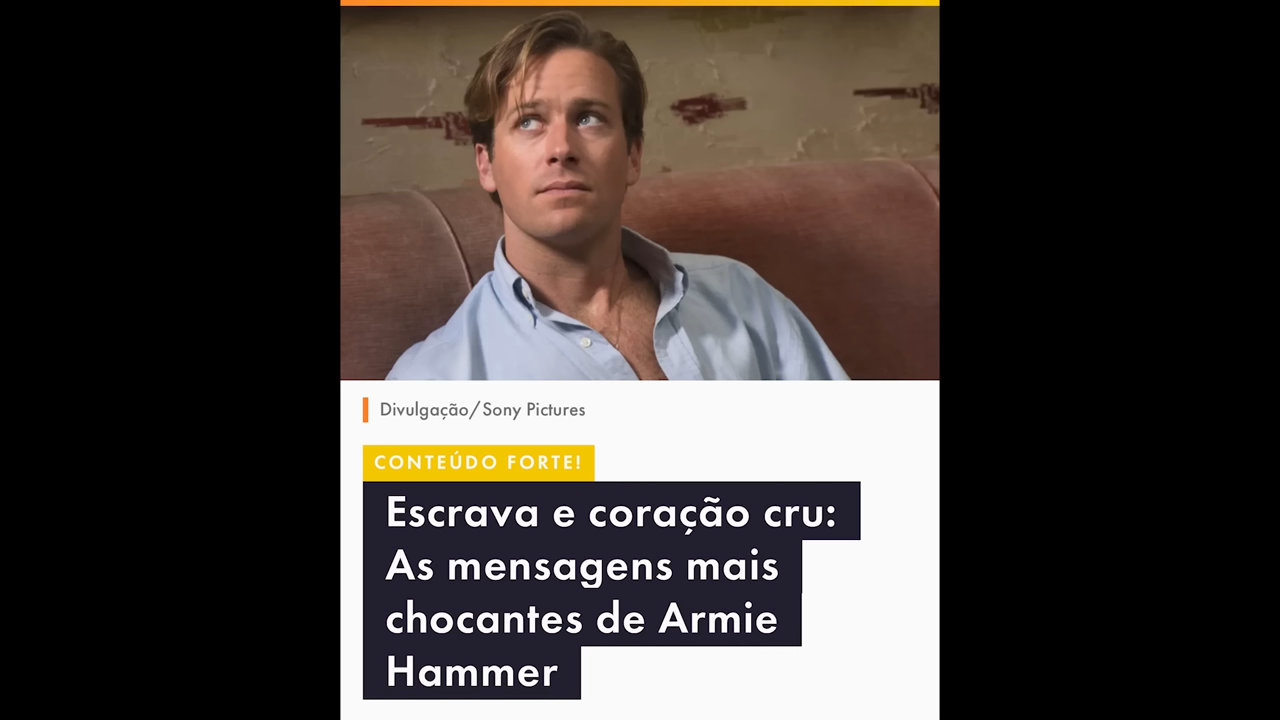 Divulgação/Sony Pictures
CONTEÚDO FORTE!
Escrava e coração cru:
As mensagens mais
chocantes de Armie
Hammer